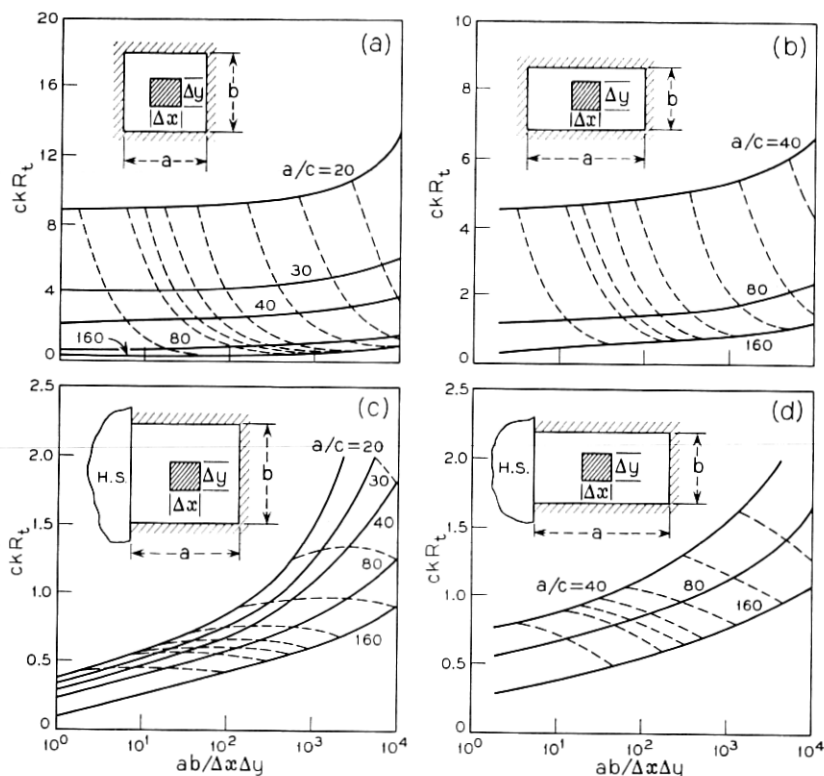 (a)
20
18
14
10
8
4
0
ckR_t
Δy
b
|Δx|
a
a/c=20
30
40
80
160
(b)
10
8
6
4
2
0
ckR_t
Δy
b
|Δx|
a
a/c=40
80
160
(c)
2.5
2.0
1.5
1.0
0.5
0
ckR_t
H.S.
Δy
b
|Δx|
a
a/c=20
30
40
80
160
10^0
10^1
10^2
10^3
10^4
ab/ΔxΔy
(d)
2.5
2.0
1.5
1.0
0.5
0
ckR_t
H.S.
Δy
b
|Δx|
a
a/c=40
80
160
10^1
10^2
10^3
10^4
ab/ΔxΔy